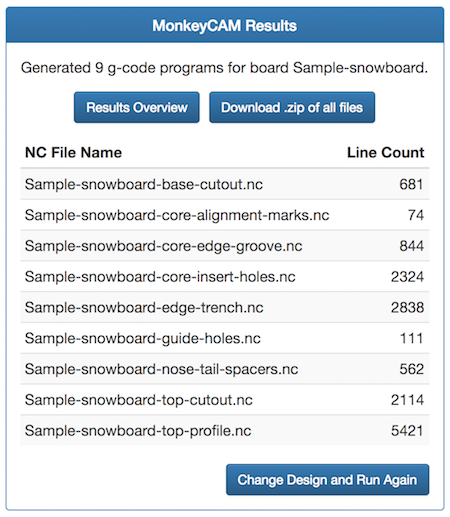 MonkeyCAM Results
Generated 9 g-code programs for board Sample-snowboard.
Results Overview Download .zip of all files
NC File Name Line Count
Sample-snowboard-base-cutout.nc 681
Sample-snowboard-core-alignment-marks.nc 74
Sample-snowboard-core-edge-groove.nc 844
Sample-snowboard-core-insert-holes.nc 2324
Sample-snowboard-edge-trench.nc 2838
Sample-snowboard-guide-holes.nc 111
Sample-snowboard-nose-tail-spacers.nc 562
Sample-snowboard-top-cutout.nc 2114
Sample-snowboard-top-profile.nc 5421
Change Design and Run Again